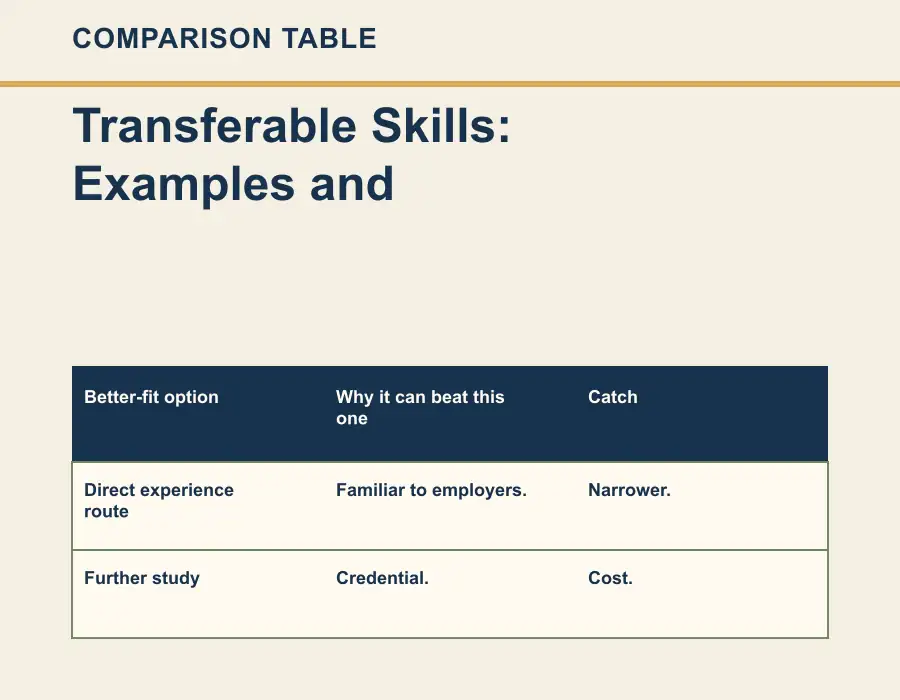 COMPARISON TABLE
Transferable Skills:
Examples and
Better-fit option
Why it can beat this
one
Catch
Direct experience
route
Familiar to employers.
Narrower.
Further study
Credential.
Cost.